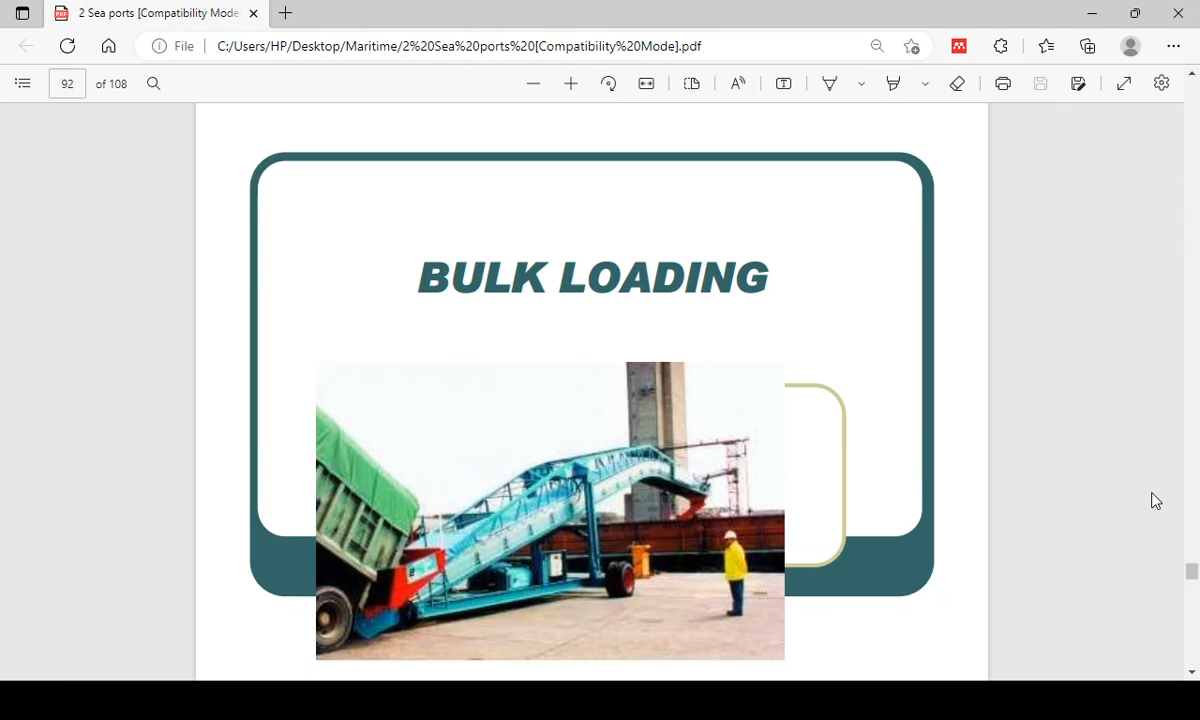 2 Sea ports [Compatibility Mode
File
C:/Users/HP/Desktop/Maritime/2%20Sea%20ports%20[Compatibility%20Mode].pdf
92
of 108
BULK LOADING